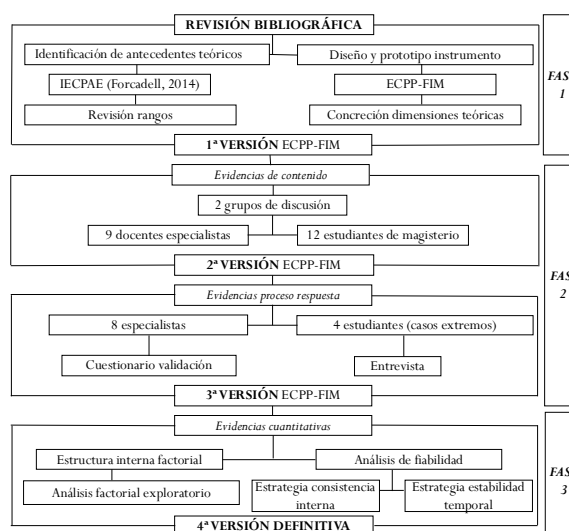 REVISIÓN BIBLIOGRÁFICA
Identificación de antecedentes teóricos
Diseño y prototipo instrumento
IECPAE (Forcadell, 2014)
ECPP-FIM
Revisión rangos
Concreción dimensiones teóricas
FAS
1
1ª VERSIÓN ECPP-FIM
Evidencias de contenido
2 grupos de discusión
9 docentes especialistas
12 estudiantes de magisterio
2ª VERSIÓN ECPP-FIM
Evidencias proceso respuesta
8 especialistas
4 estudiantes (casos extremos)
Cuestionario validación
Entrevista
FAS
2
3ª VERSIÓN ECPP-FIM
Evidencias cuantitativas
Estructura interna factorial
Análisis de fiabilidad
Análisis factorial exploratorio
Estrategia consistencia
interna
Estrategia estabilidad
temporal
FAS
3
4ª VERSIÓN DEFINITIVA